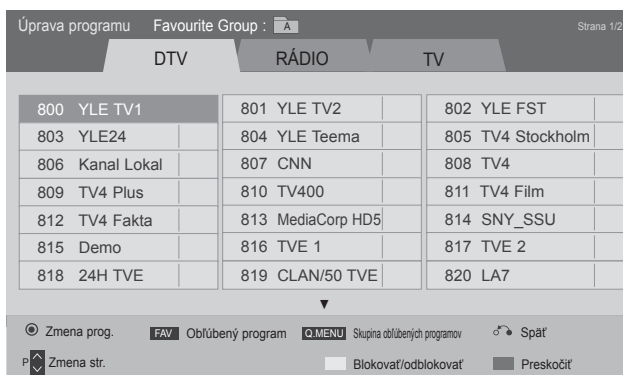 Úprava programu Favourite Group : A Strana 1/2
DTV RÁDIO TV
800 YLE TV1 801 YLE TV2 802 YLE FST
803 YLE24 804 YLE Teema 805 TV4 Stockholm
806 Kanal Lokal 807 CNN 808 TV4
809 TV4 Plus 810 TV400 811 TV4 Film
812 TV4 Fakta 813 MediaCorp HD5 814 SNY_SSU
815 Demo 816 TVE 1 817 TVE 2
818 24H TVE 819 CLAN/50 TVE 820 LA7
▼
Zmena prog. FAV Obľúbený program Q.MENU Skupina obľúbených programov Späť
P Zmena str. Blokovať/odblokovať Preskočiť